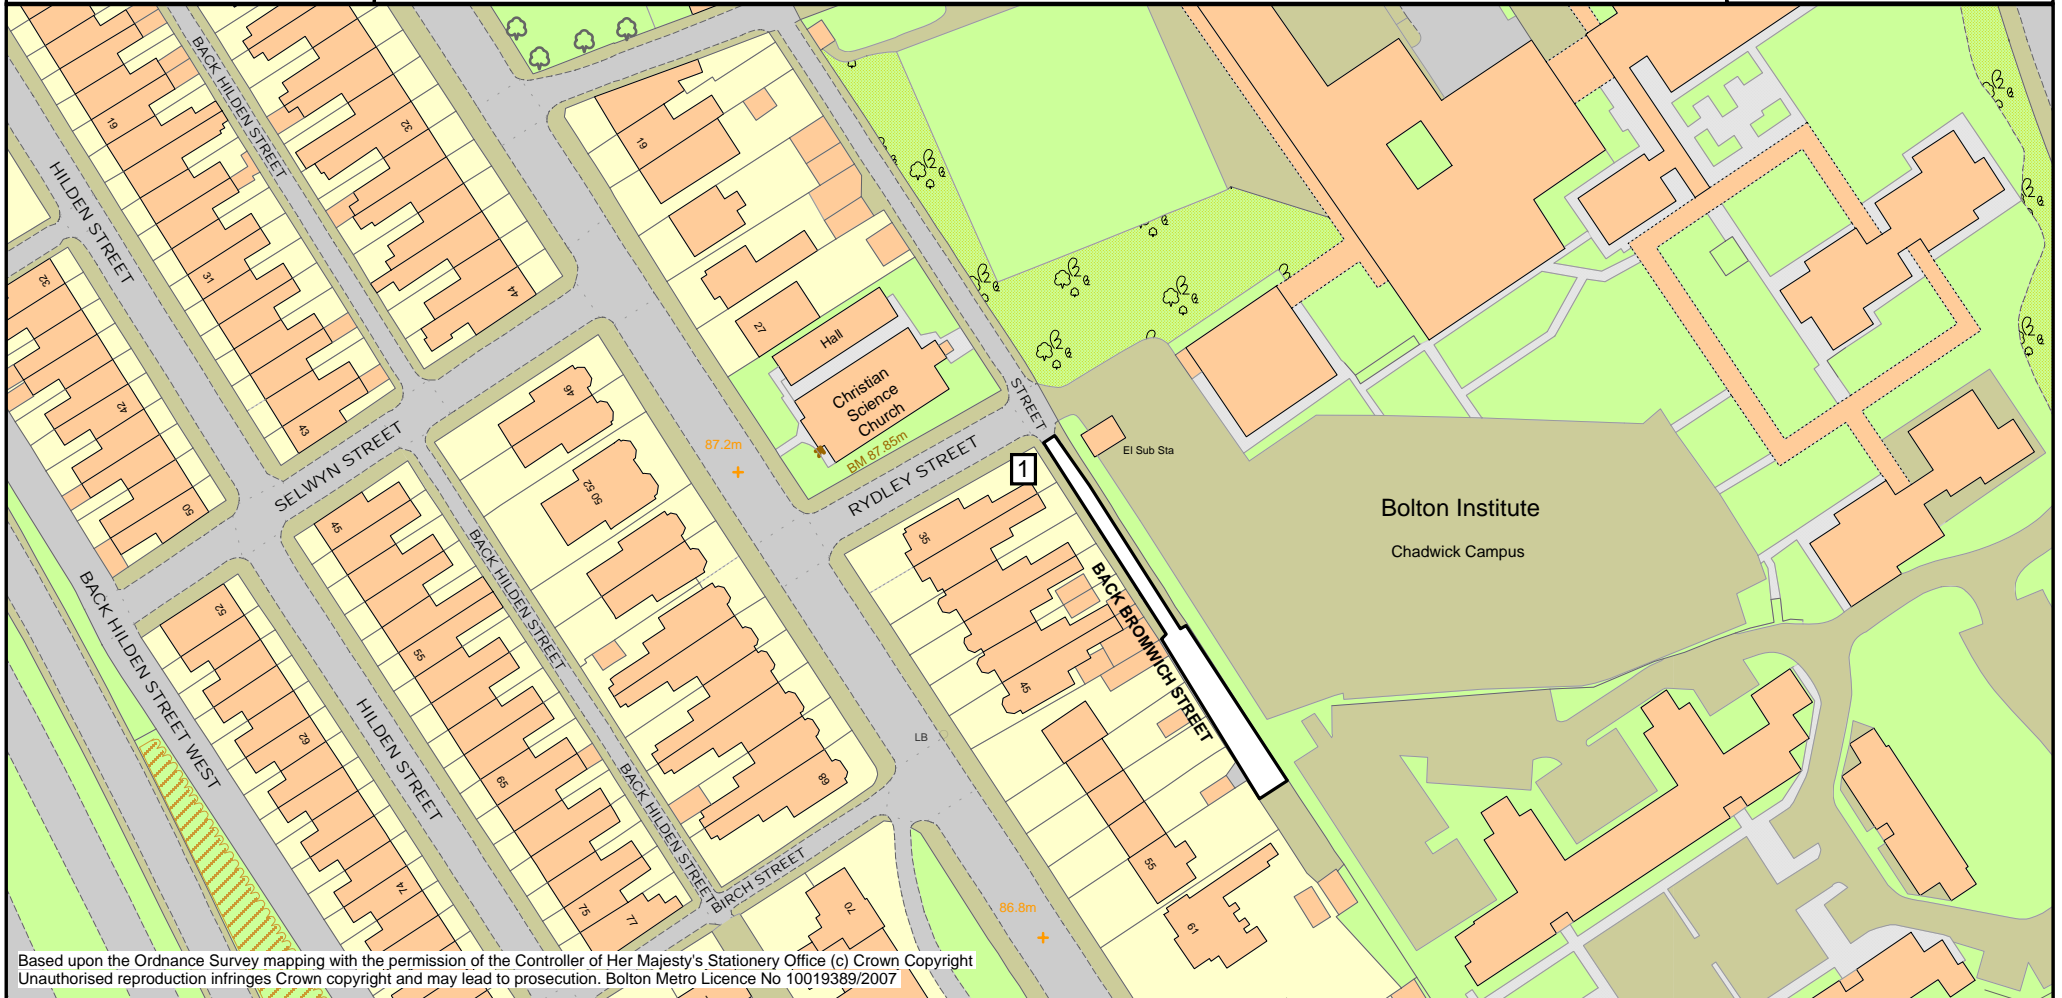 BACK HILDEN STREET
19
32
19
HILDEN STREET
31
44
32
27
Hall
Christian
Science
Church
BM 87.85m
STREET
46
42
43
SELWYN STREET
87.2m
RYDLEY STREET
1
El Sub Sta
50
50 52
45
35
Bolton Institute
Chadwick Campus
BACK HILDEN STREET
BACK BROMWICH STREET
BACK HILDEN STREET WEST
52
55
45
62
HILDEN STREET
LB
65
BACK HILDEN STREET
68
55
74
75
77
BIRCH STREET
70
86.8m
61
Based upon the Ordnance Survey mapping with the permission of the Controller of Her Majesty's Stationery Office (c) Crown Copyright
Unauthorised reproduction infringes Crown copyright and may lead to prosecution. Bolton Metro Licence No 10019389/2007